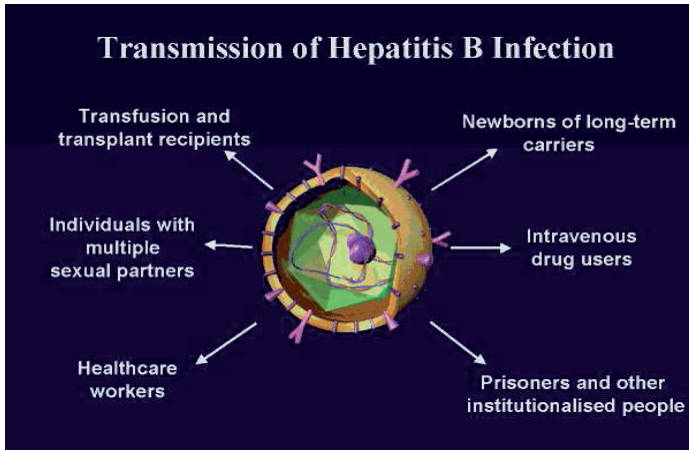 Transmission of Hepatitis B Infection
Transfusion and
transplant recipients
Newborns of long-term
carriers
Individuals with
multiple
sexual partners
Intravenous
drug users
Healthcare
workers
Prisoners and other
institutionalised people